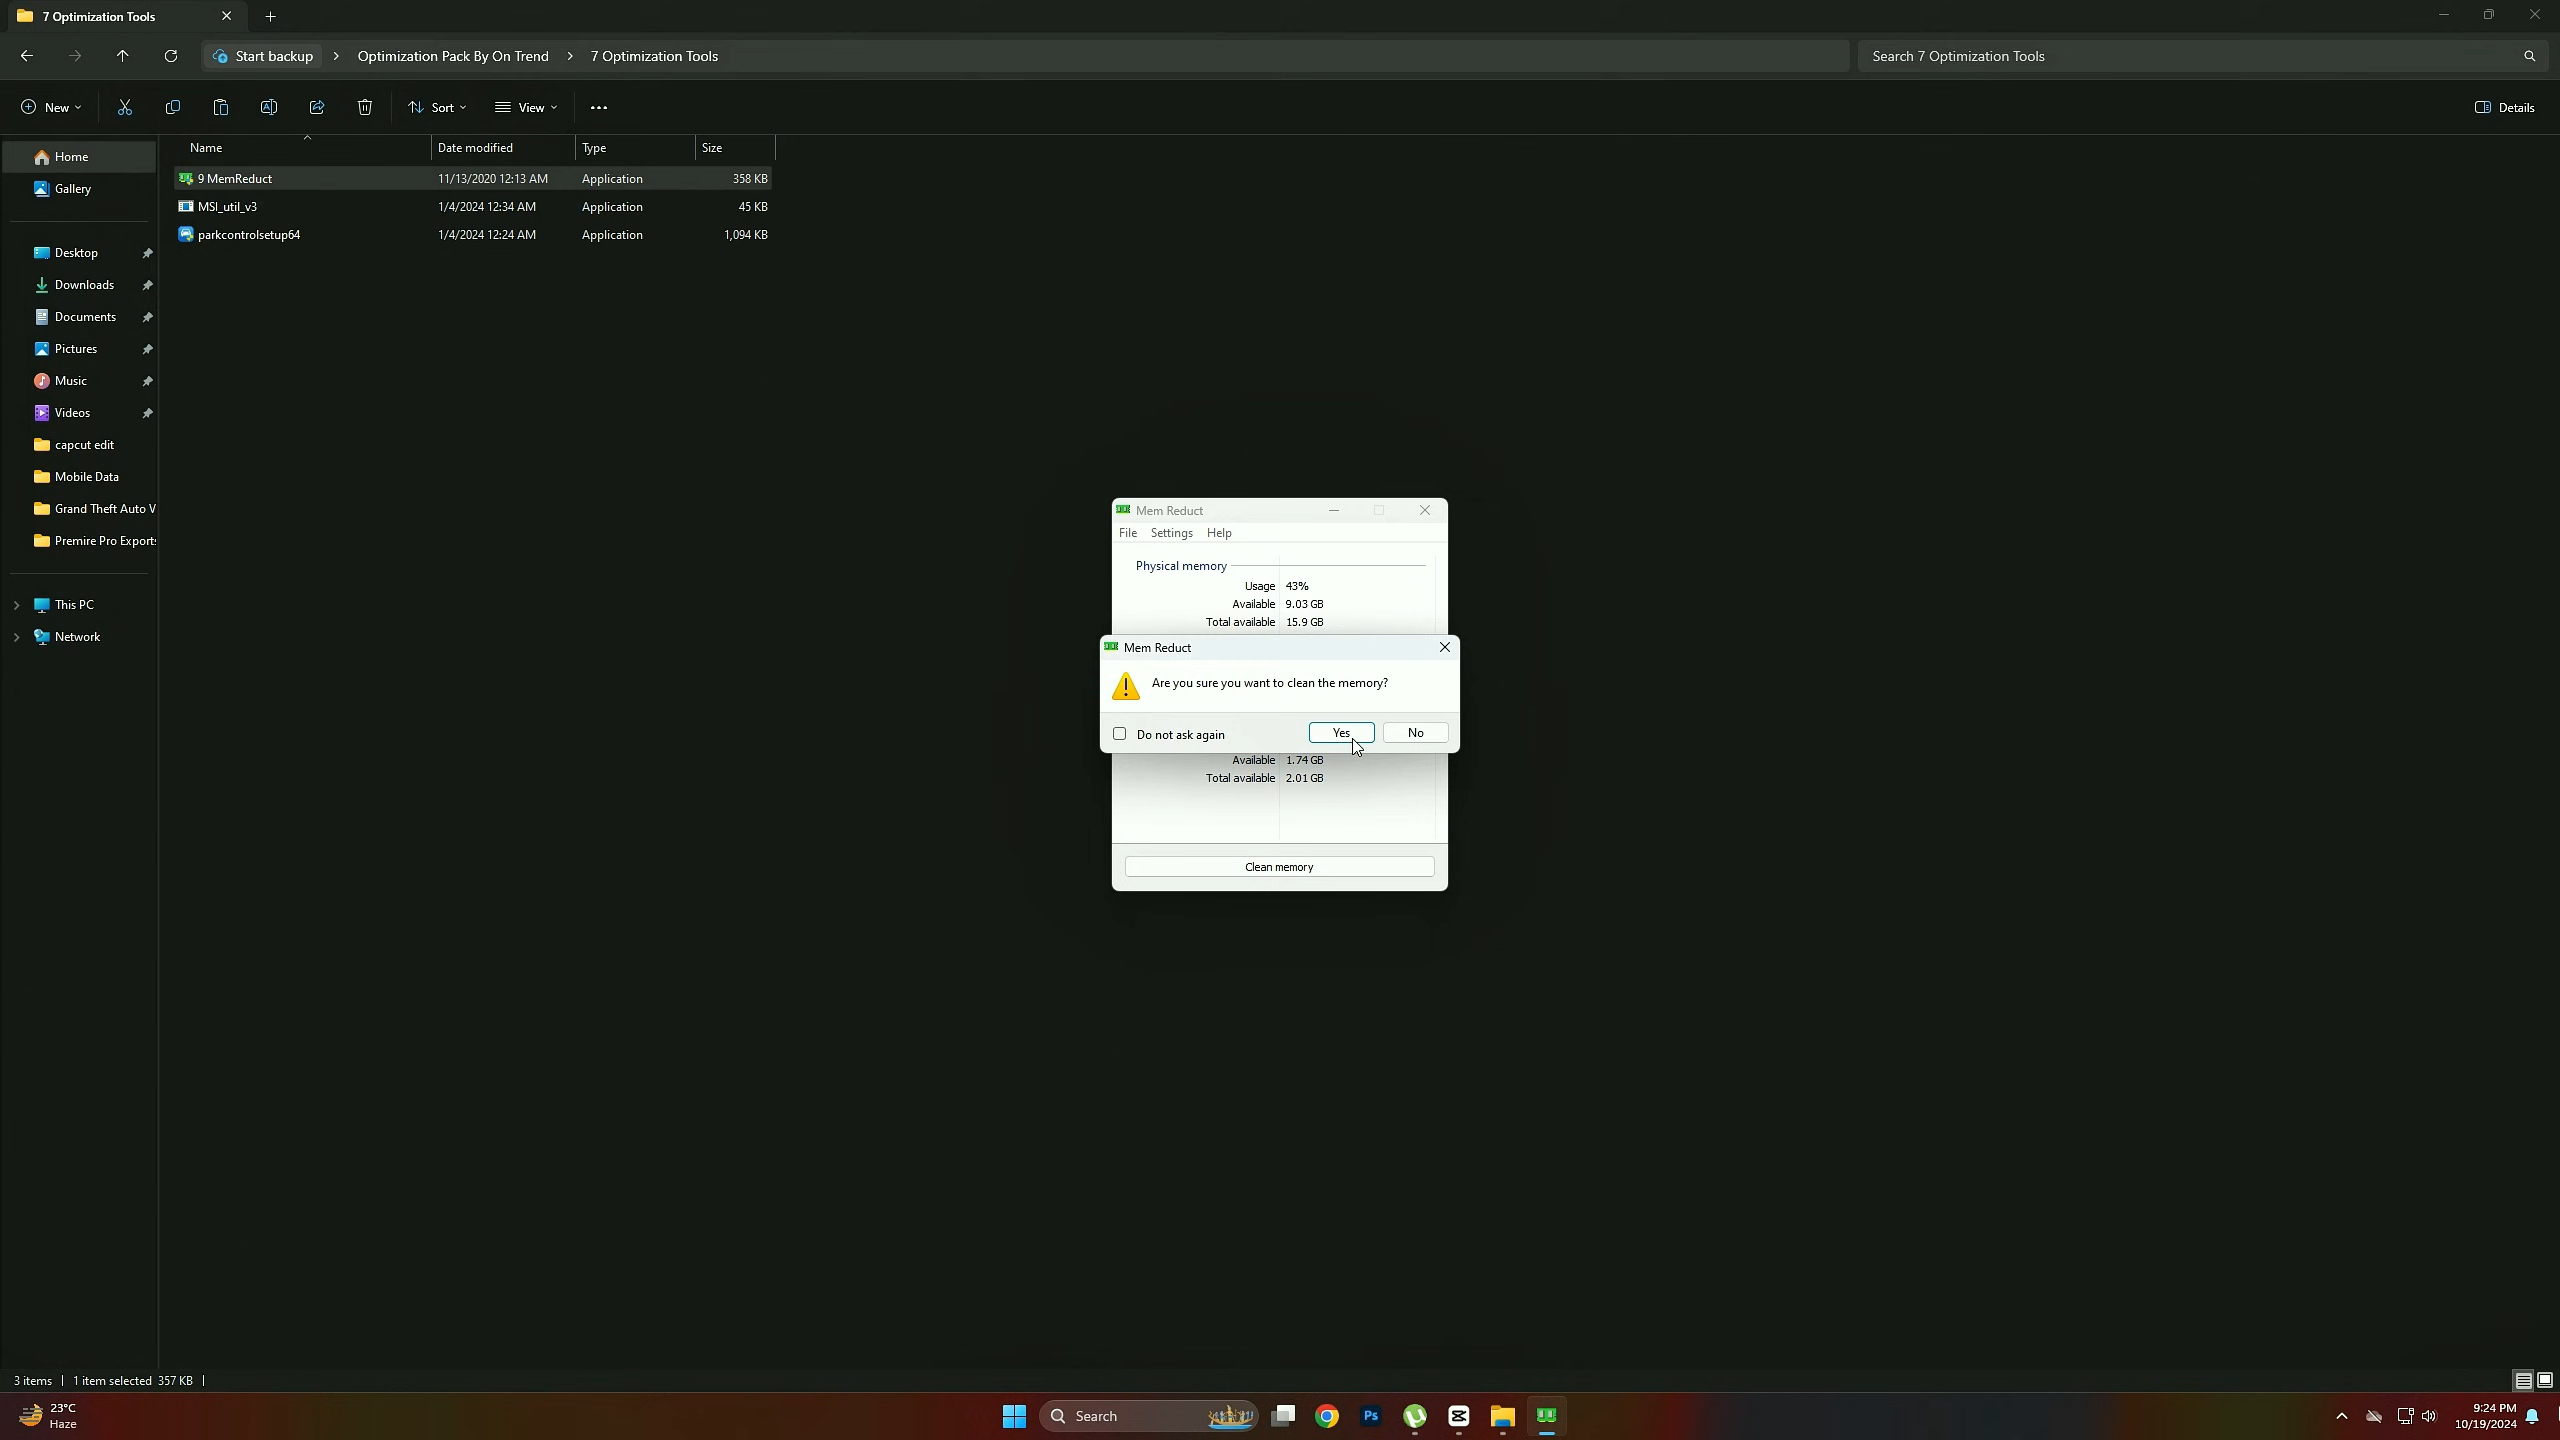 7 Optimization Tools
Start backup > Optimization Pack By On Trend > 7 Optimization Tools
Search 7 Optimization Tools
New
Sort
View
Details
Name Date modified Type Size
9 MemReduct 11/13/2020 12:13 AM Application 358 KB
MSI_util_v3 1/4/2024 12:34 AM Application 45 KB
parkcontrolsetup64 1/4/2024 12:24 AM Application 1,094 KB
Home
Gallery
Desktop
Downloads
Documents
Pictures
Music
Videos
capcut edit
Mobile Data
Grand Theft Auto V
Premire Pro Exports
This PC
Network
Mem Reduct
File Settings Help
Physical memory
Usage 43%
Available 9.03 GB
Total available 15.9 GB
Mem Reduct
Are you sure you want to clean the memory?
Do not ask again
Yes
No
Available 1.74 GB
Total available 2.01 GB
Clean memory
3 items 1 item selected 357 KB
23°C
Haze
Search
Ps
9:24 PM
10/19/2024